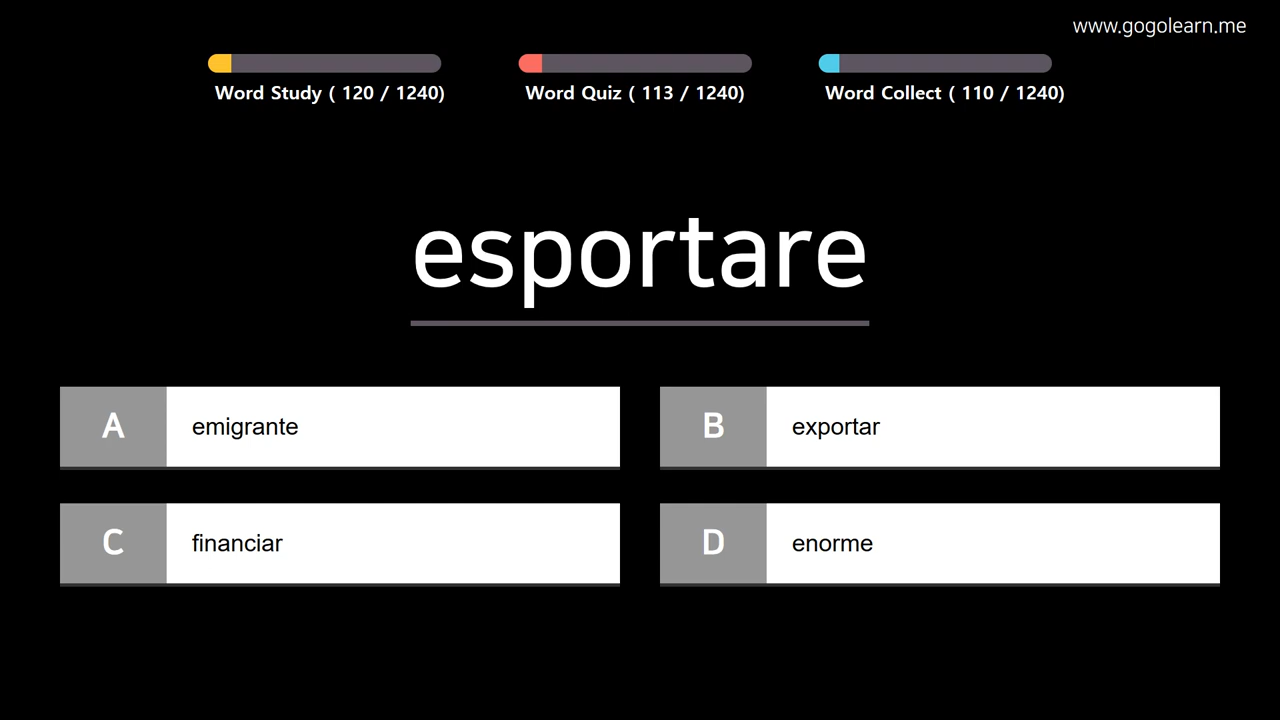 www.gogolearn.me
Word Study ( 120 / 1240)
Word Quiz ( 113 / 1240)
Word Collect ( 110 / 1240)
esportare
A emigrante
B exportar
C financiar
D enorme